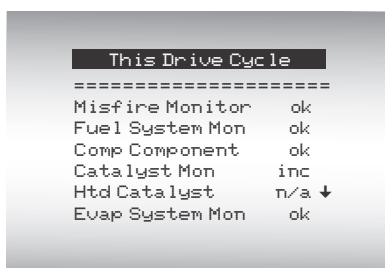 This Drive Cycle
=====================
Misfire Monitor ok
Fuel System Mon ok
Comp Component ok
Catalyst Mon inc
Htd Catalyst n/a ↓
Evap System Mon ok